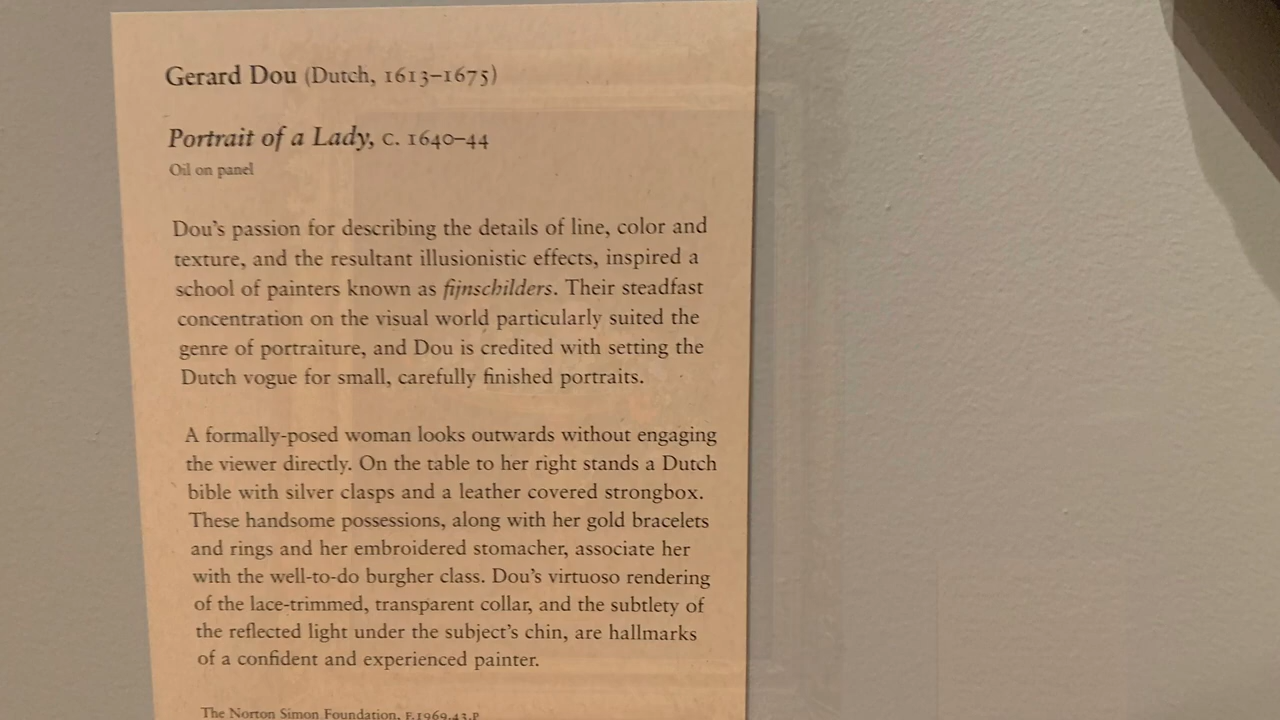 Gerard Dou (Dutch, 1613–1675)
Portrait of a Lady, c. 1640–44
Oil on panel
Dou's passion for describing the details of line, color and
texture, and the resultant illusionistic effects, inspired a
school of painters known as fijnschilders. Their steadfast
concentration on the visual world particularly suited the
genre of portraiture, and Dou is credited with setting the
Dutch vogue for small, carefully finished portraits.
A formally-posed woman looks outwards without engaging
the viewer directly. On the table to her right stands a Dutch
bible with silver clasps and a leather covered strongbox.
These handsome possessions, along with her gold bracelets
and rings and her embroidered stomacher, associate her
with the well-to-do burgher class. Dou's virtuoso rendering
of the lace-trimmed, transparent collar, and the subtlety of
the reflected light under the subject's chin, are hallmarks
of a confident and experienced painter.
The Norton Simon Foundation, F.1969.43.P